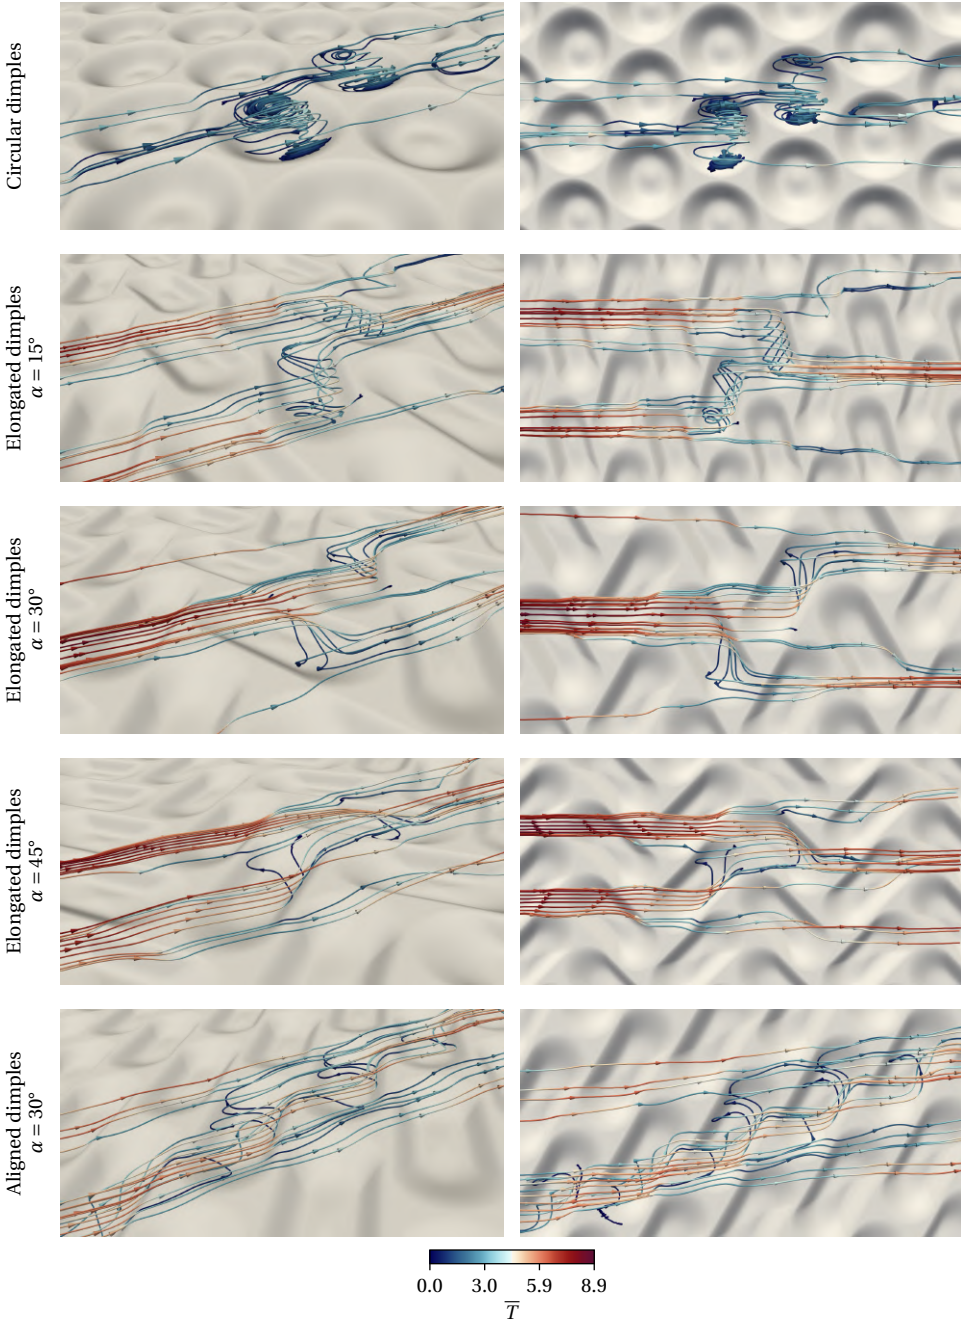 Circular dimples
Elongated dimples
α = 15°
Elongated dimples
α = 30°
Elongated dimples
α = 45°
Aligned dimples
α = 30°
0.0 3.0 5.9 8.9
T̅